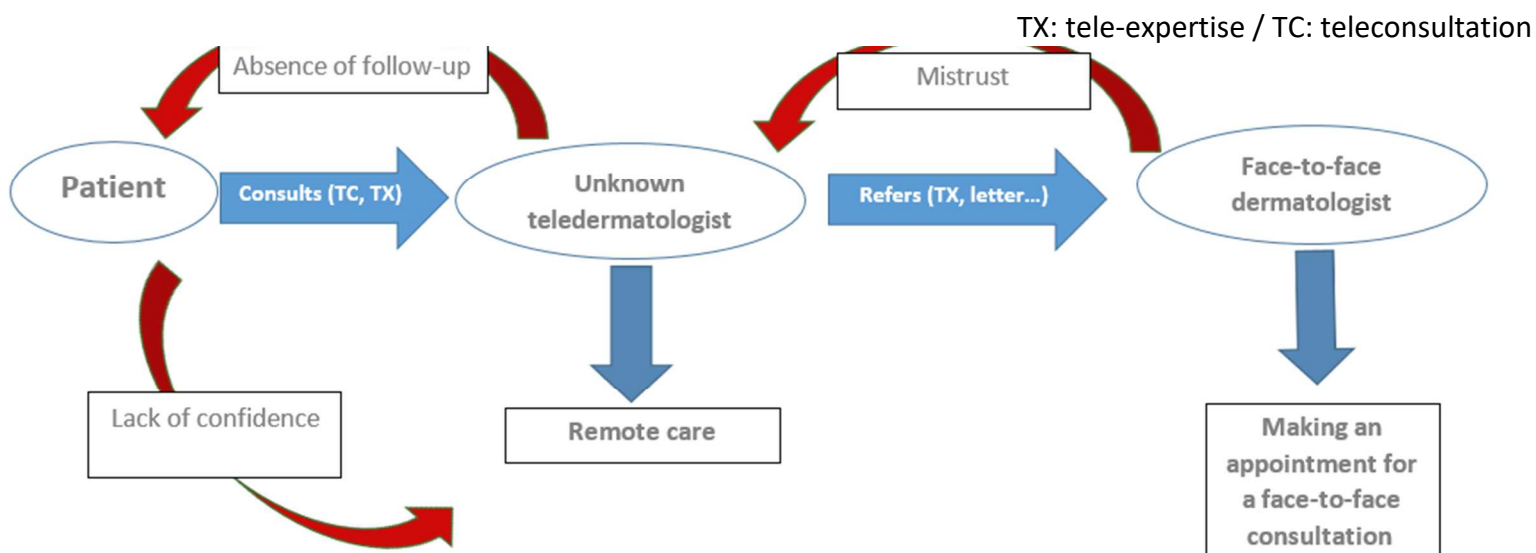 TX: tele-expertise / TC: teleconsultation
Absence of follow-up
Mistrust
Patient
Consults (TC, TX)
Unknown
teledermatologist
Refers (TX, letter...)
Face-to-face
dermatologist
Lack of confidence
Remote care
Making an
appointment for
a face-to-face
consultation